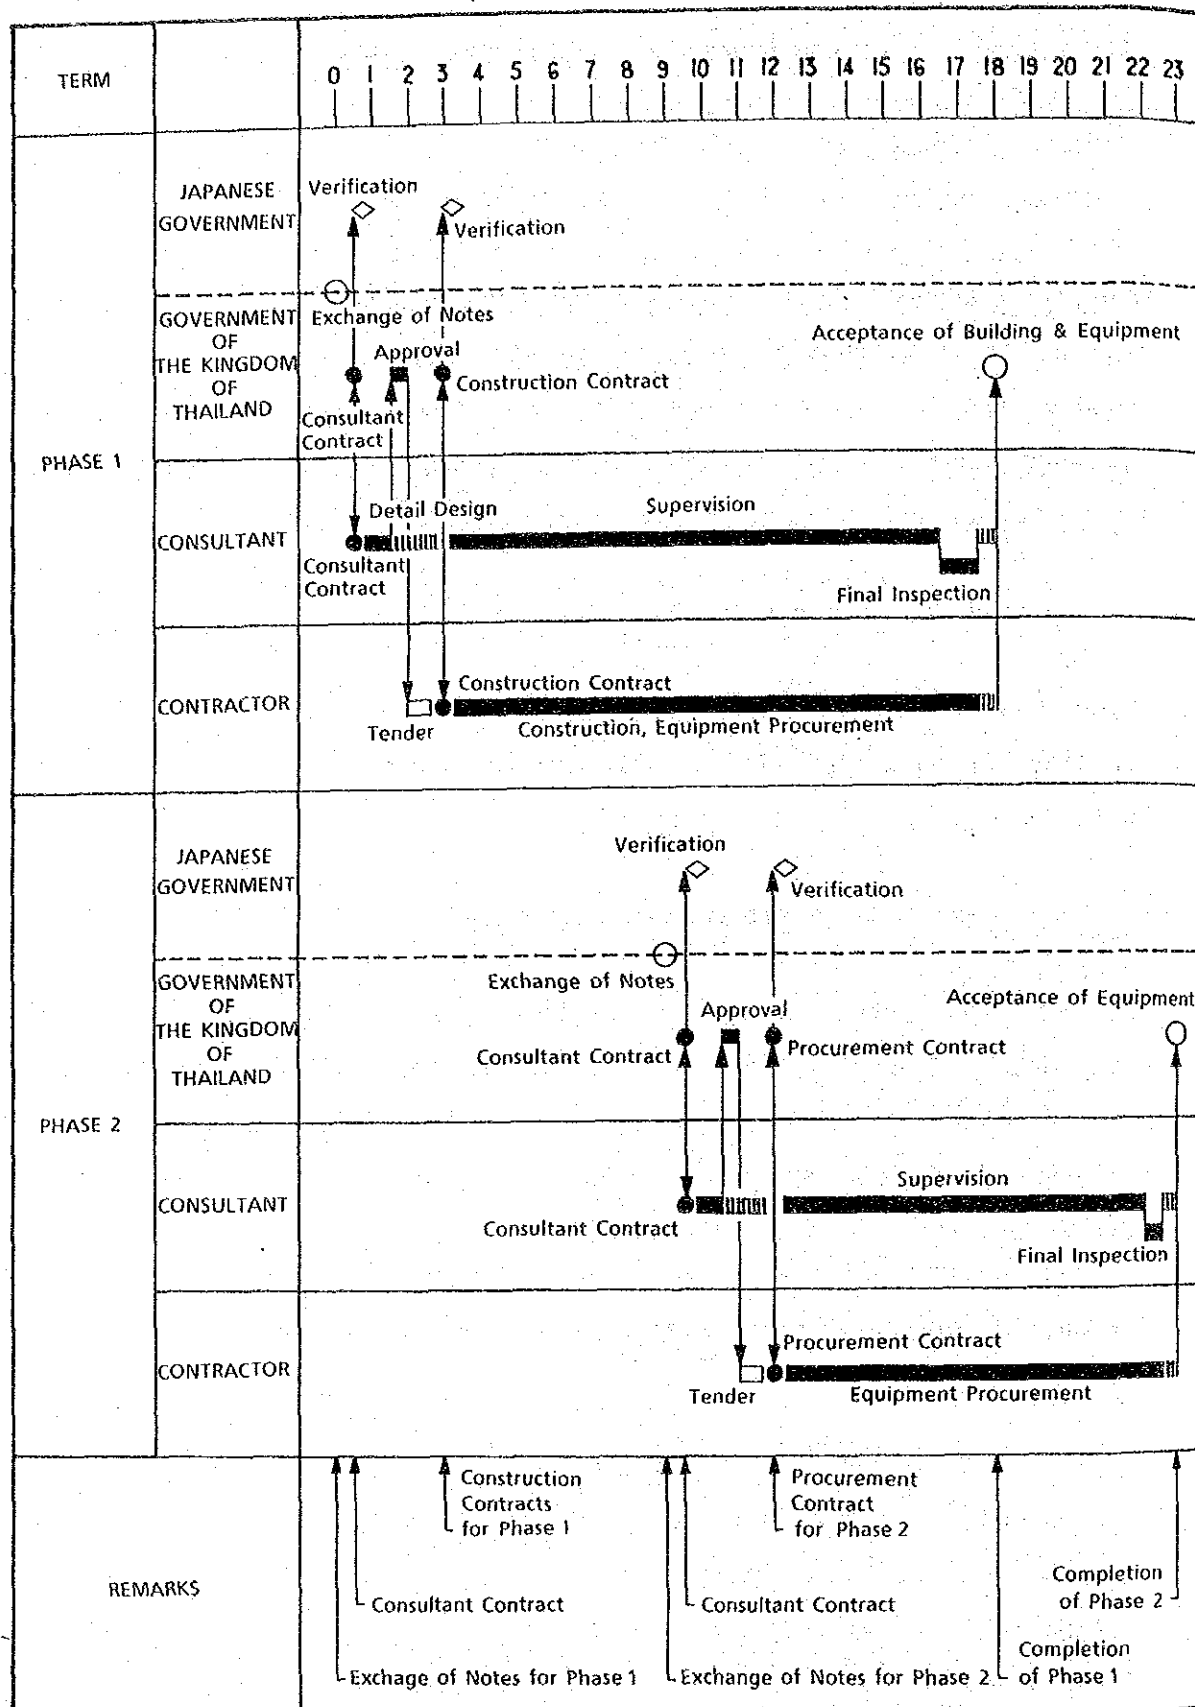 TERM
0 1 2 3 4 5 6 7 8 9 10 11 12 13 14 15 16 17 18 19 20 21 22 23
PHASE 1
JAPANESE
GOVERNMENT
Verification
Verification
Exchange of Notes
GOVERNMENT
OF
THE KINGDOM
OF
THAILAND
Approval
Construction Contract
Consultant
Contract
Acceptance of Building & Equipment
CONSULTANT
Detail Design
Supervision
Consultant
Contract
Final Inspection
CONTRACTOR
Construction Contract
Tender
Construction, Equipment Procurement
PHASE 2
JAPANESE
GOVERNMENT
Verification
Verification
Exchange of Notes
GOVERNMENT
OF
THE KINGDOM
OF
THAILAND
Approval
Acceptance of Equipment
Consultant Contract
Procurement Contract
CONSULTANT
Supervision
Consultant Contract
Final Inspection
CONTRACTOR
Procurement Contract
Tender
Equipment Procurement
REMARKS
Construction
Contracts
for Phase 1
Procurement
Contract
for Phase 2
Consultant Contract
Consultant Contract
Completion
of Phase 2
Exchage of Notes for Phase 1
Exchange of Notes for Phase 2
Completion
of Phase 1